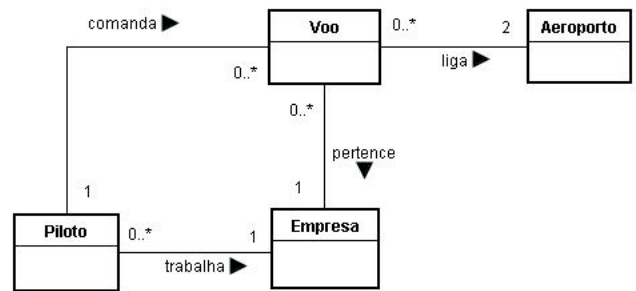 comanda ▶
Voo
0..*
2
Aeroporto
0..*
liga ▶
0..*
pertence
▼
1
1
Piloto
0..*
1
Empresa
trabalha ▶